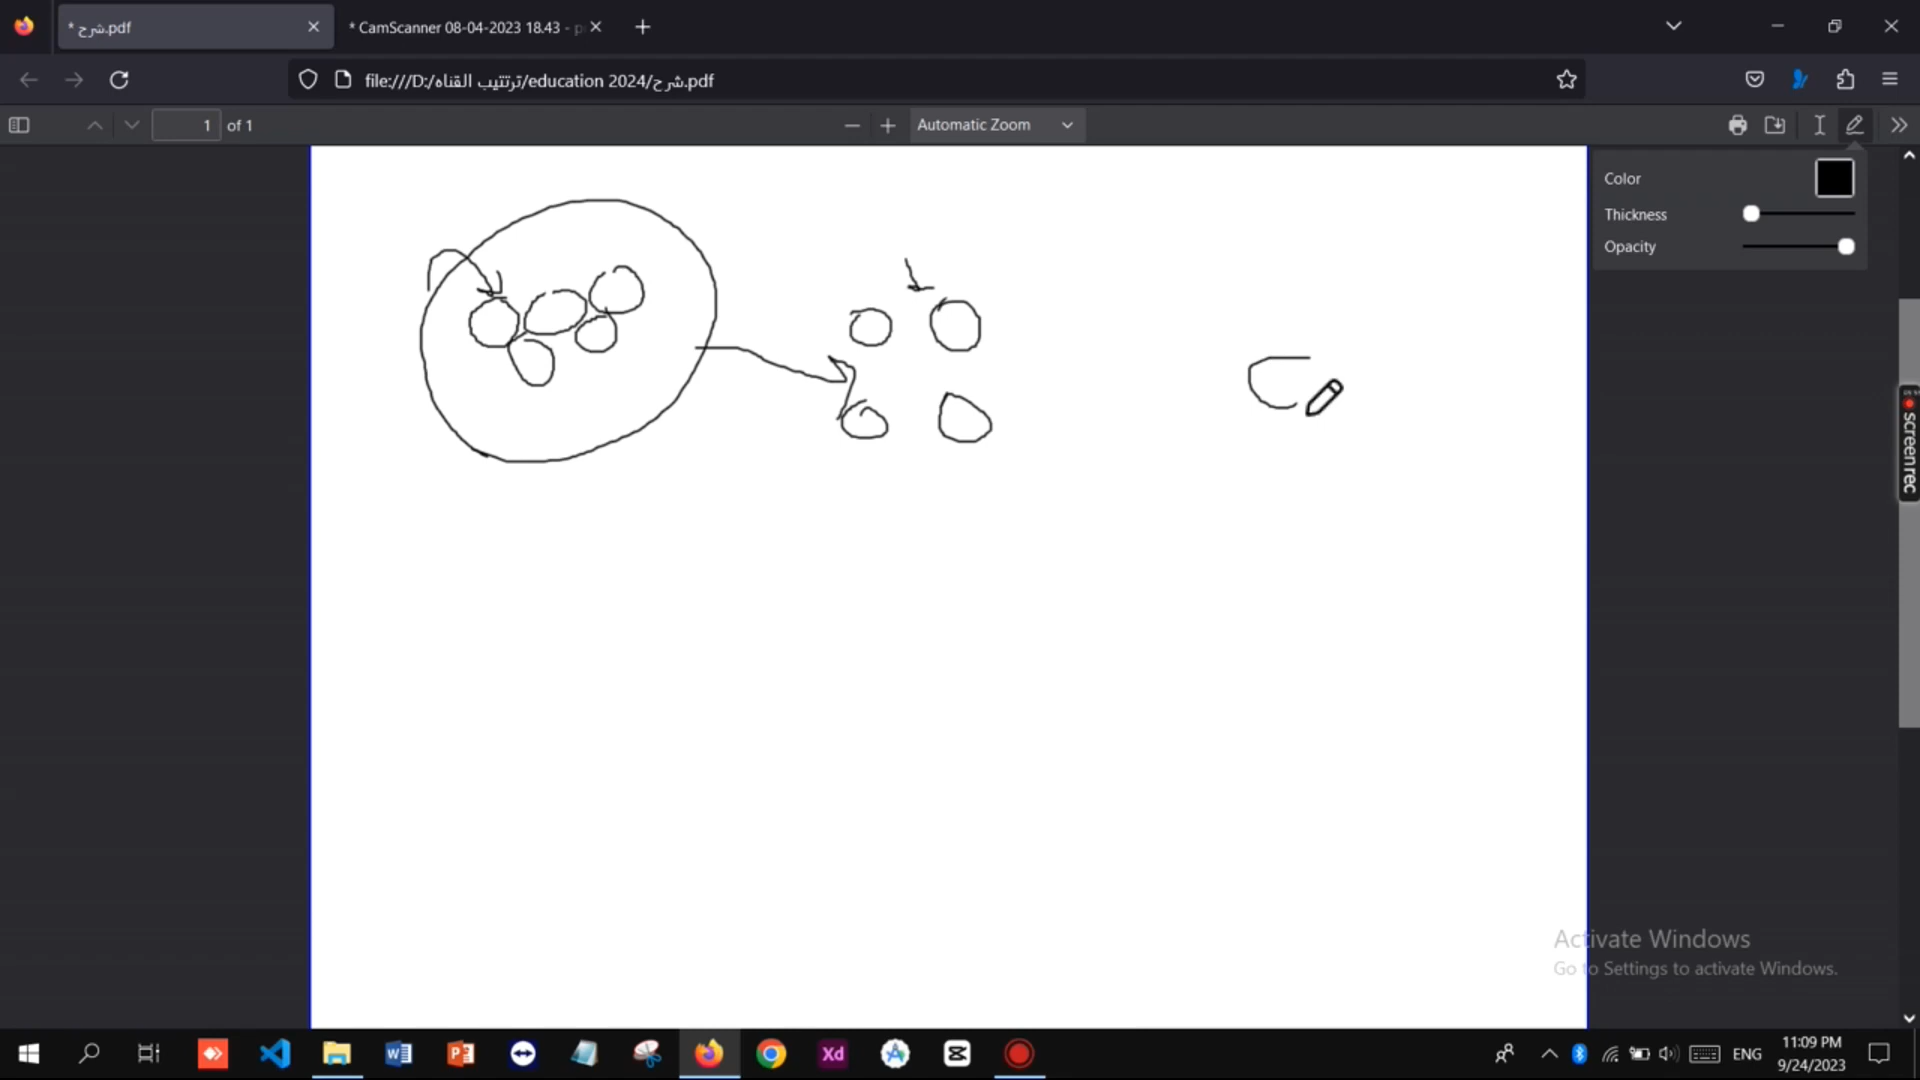 * شرح.pdf
* CamScanner 08-04-2023 18.43 - p
file:///D:/ترتتيب القناه/education 2024/شرح.pdf
1 of 1
Automatic Zoom
Color
Thickness
Opacity
screenrec
Activate Windows
Go to Settings to activate Windows.
Xd
ENG
11:09 PM
9/24/2023